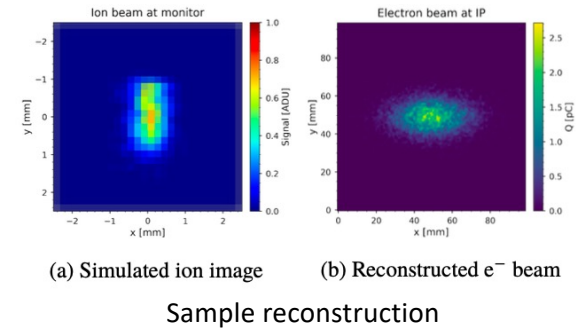 Ion beam at monitor
y [mm]
−2
−1
0
1
2
−2 −1 0 1 2
x [mm]
1.0
0.8
0.6
0.4
0.2
0.0
Signal [ADU]
Electron beam at IP
y [mm]
80
60
40
20
0
0 20 40 60 80
x [mm]
2.5
2.0
1.5
1.0
0.5
0.0
Q [pC]
(a) Simulated ion image
(b) Reconstructed e⁻ beam
Sample reconstruction